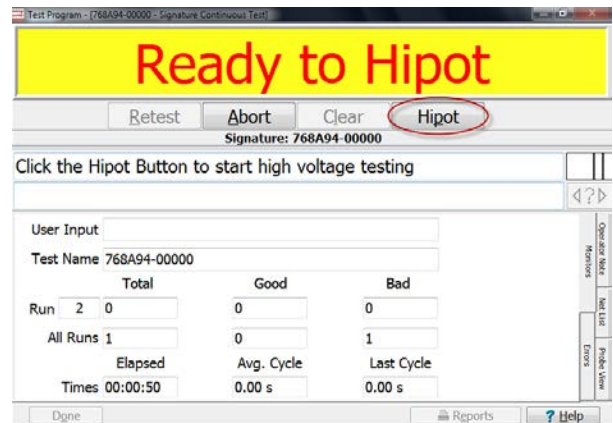 Test Program - [768A94-00000 - Signature Continuous Test]
Ready to Hipot
Retest Abort Clear Hipot
Signature: 768A94-00000
Click the Hipot Button to start high voltage testing
?
User Input
Test Name 768A94-00000
Total Good Bad
Run 2 0 0 0
All Runs 1 0 1
Elapsed Avg. Cycle Last Cycle
Times 00:00:50 0.00 s 0.00 s
Operator Note
Monitors
Net List
Errors
Probe View
Done Reports ? Help